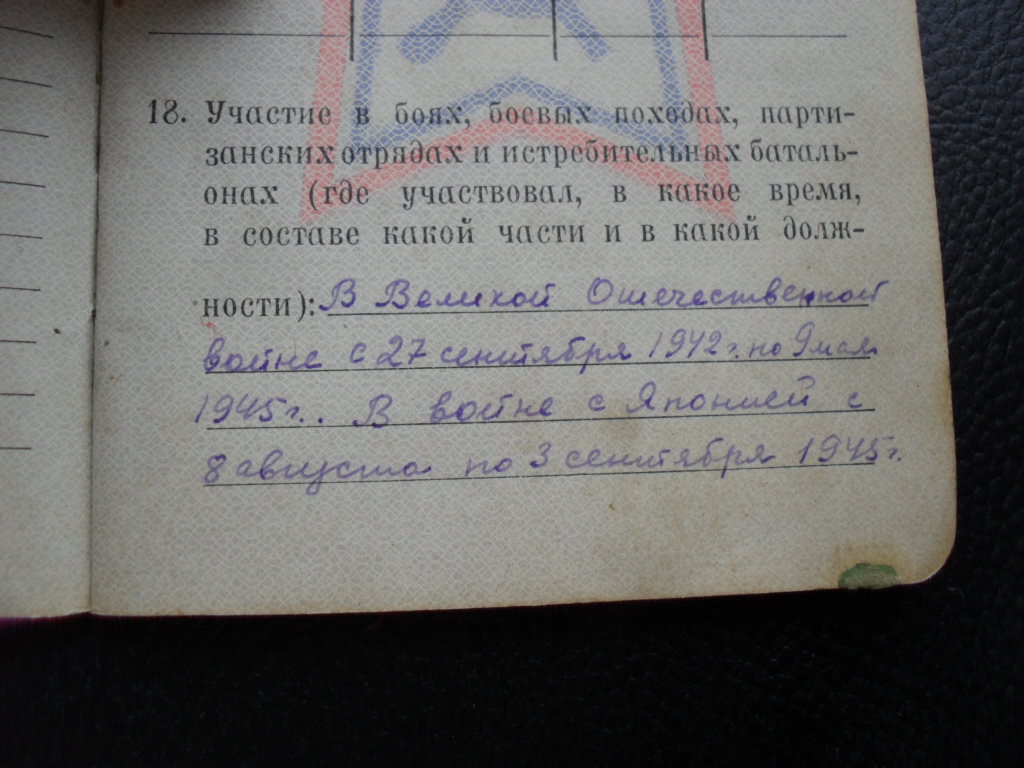 18. Участие в боях, боевых походах, парти-
занских отрядах и истребительных баталь-
онах (где участвовал, в какое время,
в составе какой части и в какой долж-
ности): В Великой Отечественной
войне с 27 сентября 1942 г. по 9 мая
1945 г.. В войне с Японией с
8 августа по 3 сентября 1945 г.